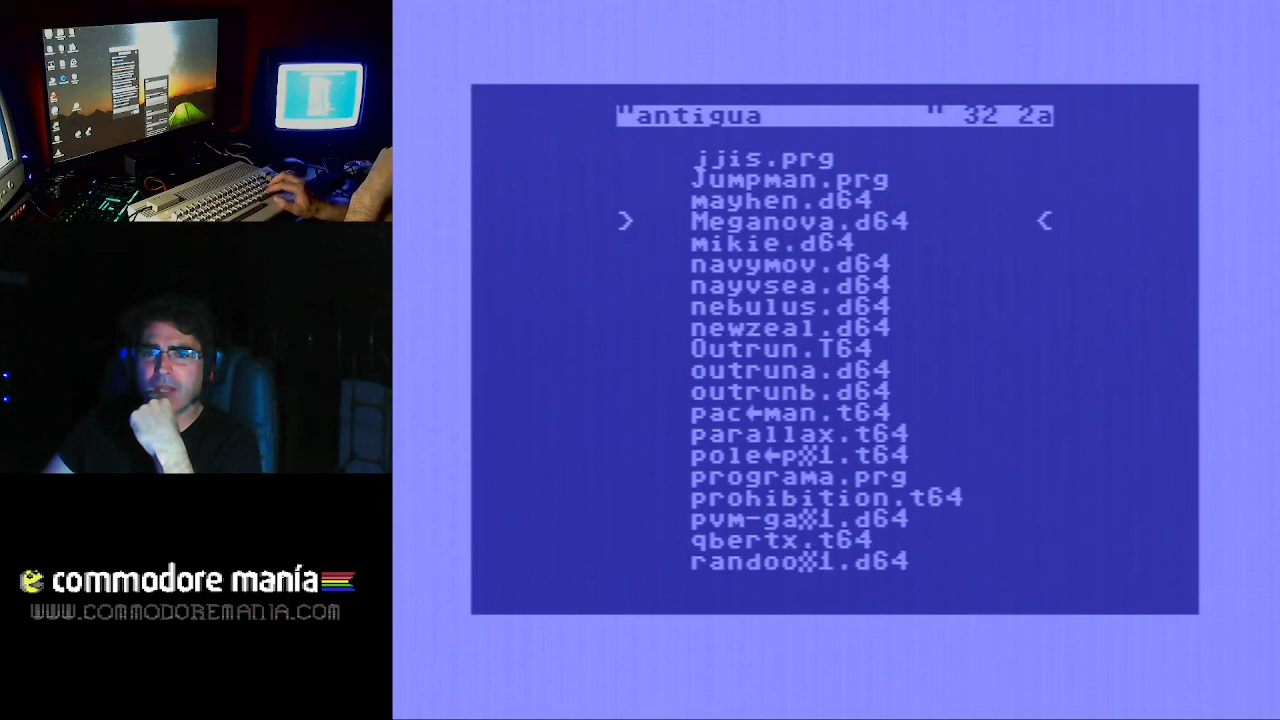 "antigua " 32 2a
jjis.prg
Jumpman.prg
mayhen.d64
> Meganova.d64 <
mikie.d64
navymov.d64
nayvsea.d64
nebulus.d64
newzeal.d64
Outrun.T64
outruna.d64
outrunb.d64
pac←man.t64
parallax.t64
pole←p▒1.t64
programa.prg
prohibition.t64
pvm-ga▒1.d64
qbertx.t64
randoo▒1.d64
commodore manía
WWW.COMMODOREMANIA.COM